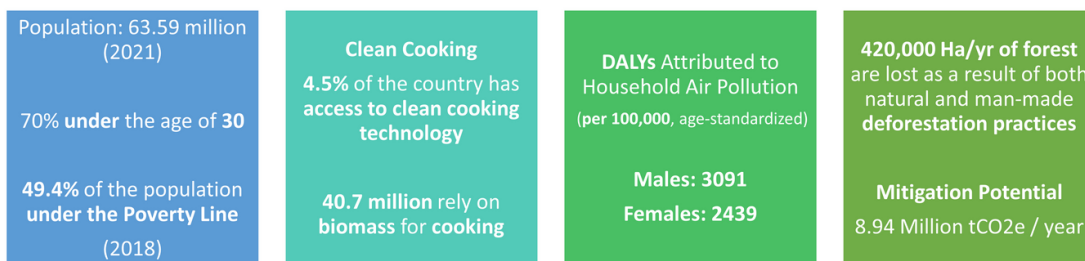 Population: 63.59 million
(2021)
70% under the age of 30
49.4% of the population
under the Poverty Line
(2018)
Clean Cooking
4.5% of the country has
access to clean cooking
technology
40.7 million rely on
biomass for cooking
DALYs Attributed to
Household Air Pollution
(per 100,000, age-standardized)
Males: 3091
Females: 2439
420,000 Ha/yr of forest
are lost as a result of both
natural and man-made
deforestation practices
Mitigation Potential
8.94 Million tCO2e / year